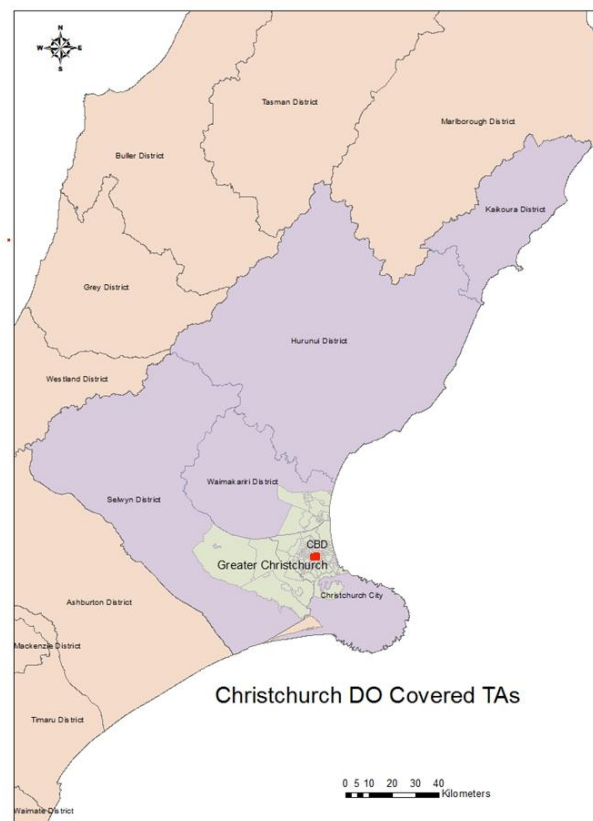 N
W E
S
Tasman District
Marlborough District
Buller District
Kaikoura District
Grey District
Hurunui District
Westland District
Waimakariri District
Selwyn District
CBD
Greater Christchurch
Christchurch City
Ashburton District
Mackenzie District
Christchurch DO Covered TAs
Timaru District
0 5 10 20 30 40
Kilometers
Waimate District